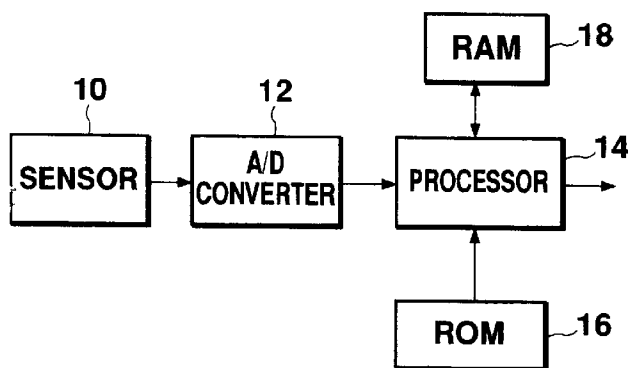 RAM
18
10
12
14
SENSOR
A/D
CONVERTER
PROCESSOR
ROM
16